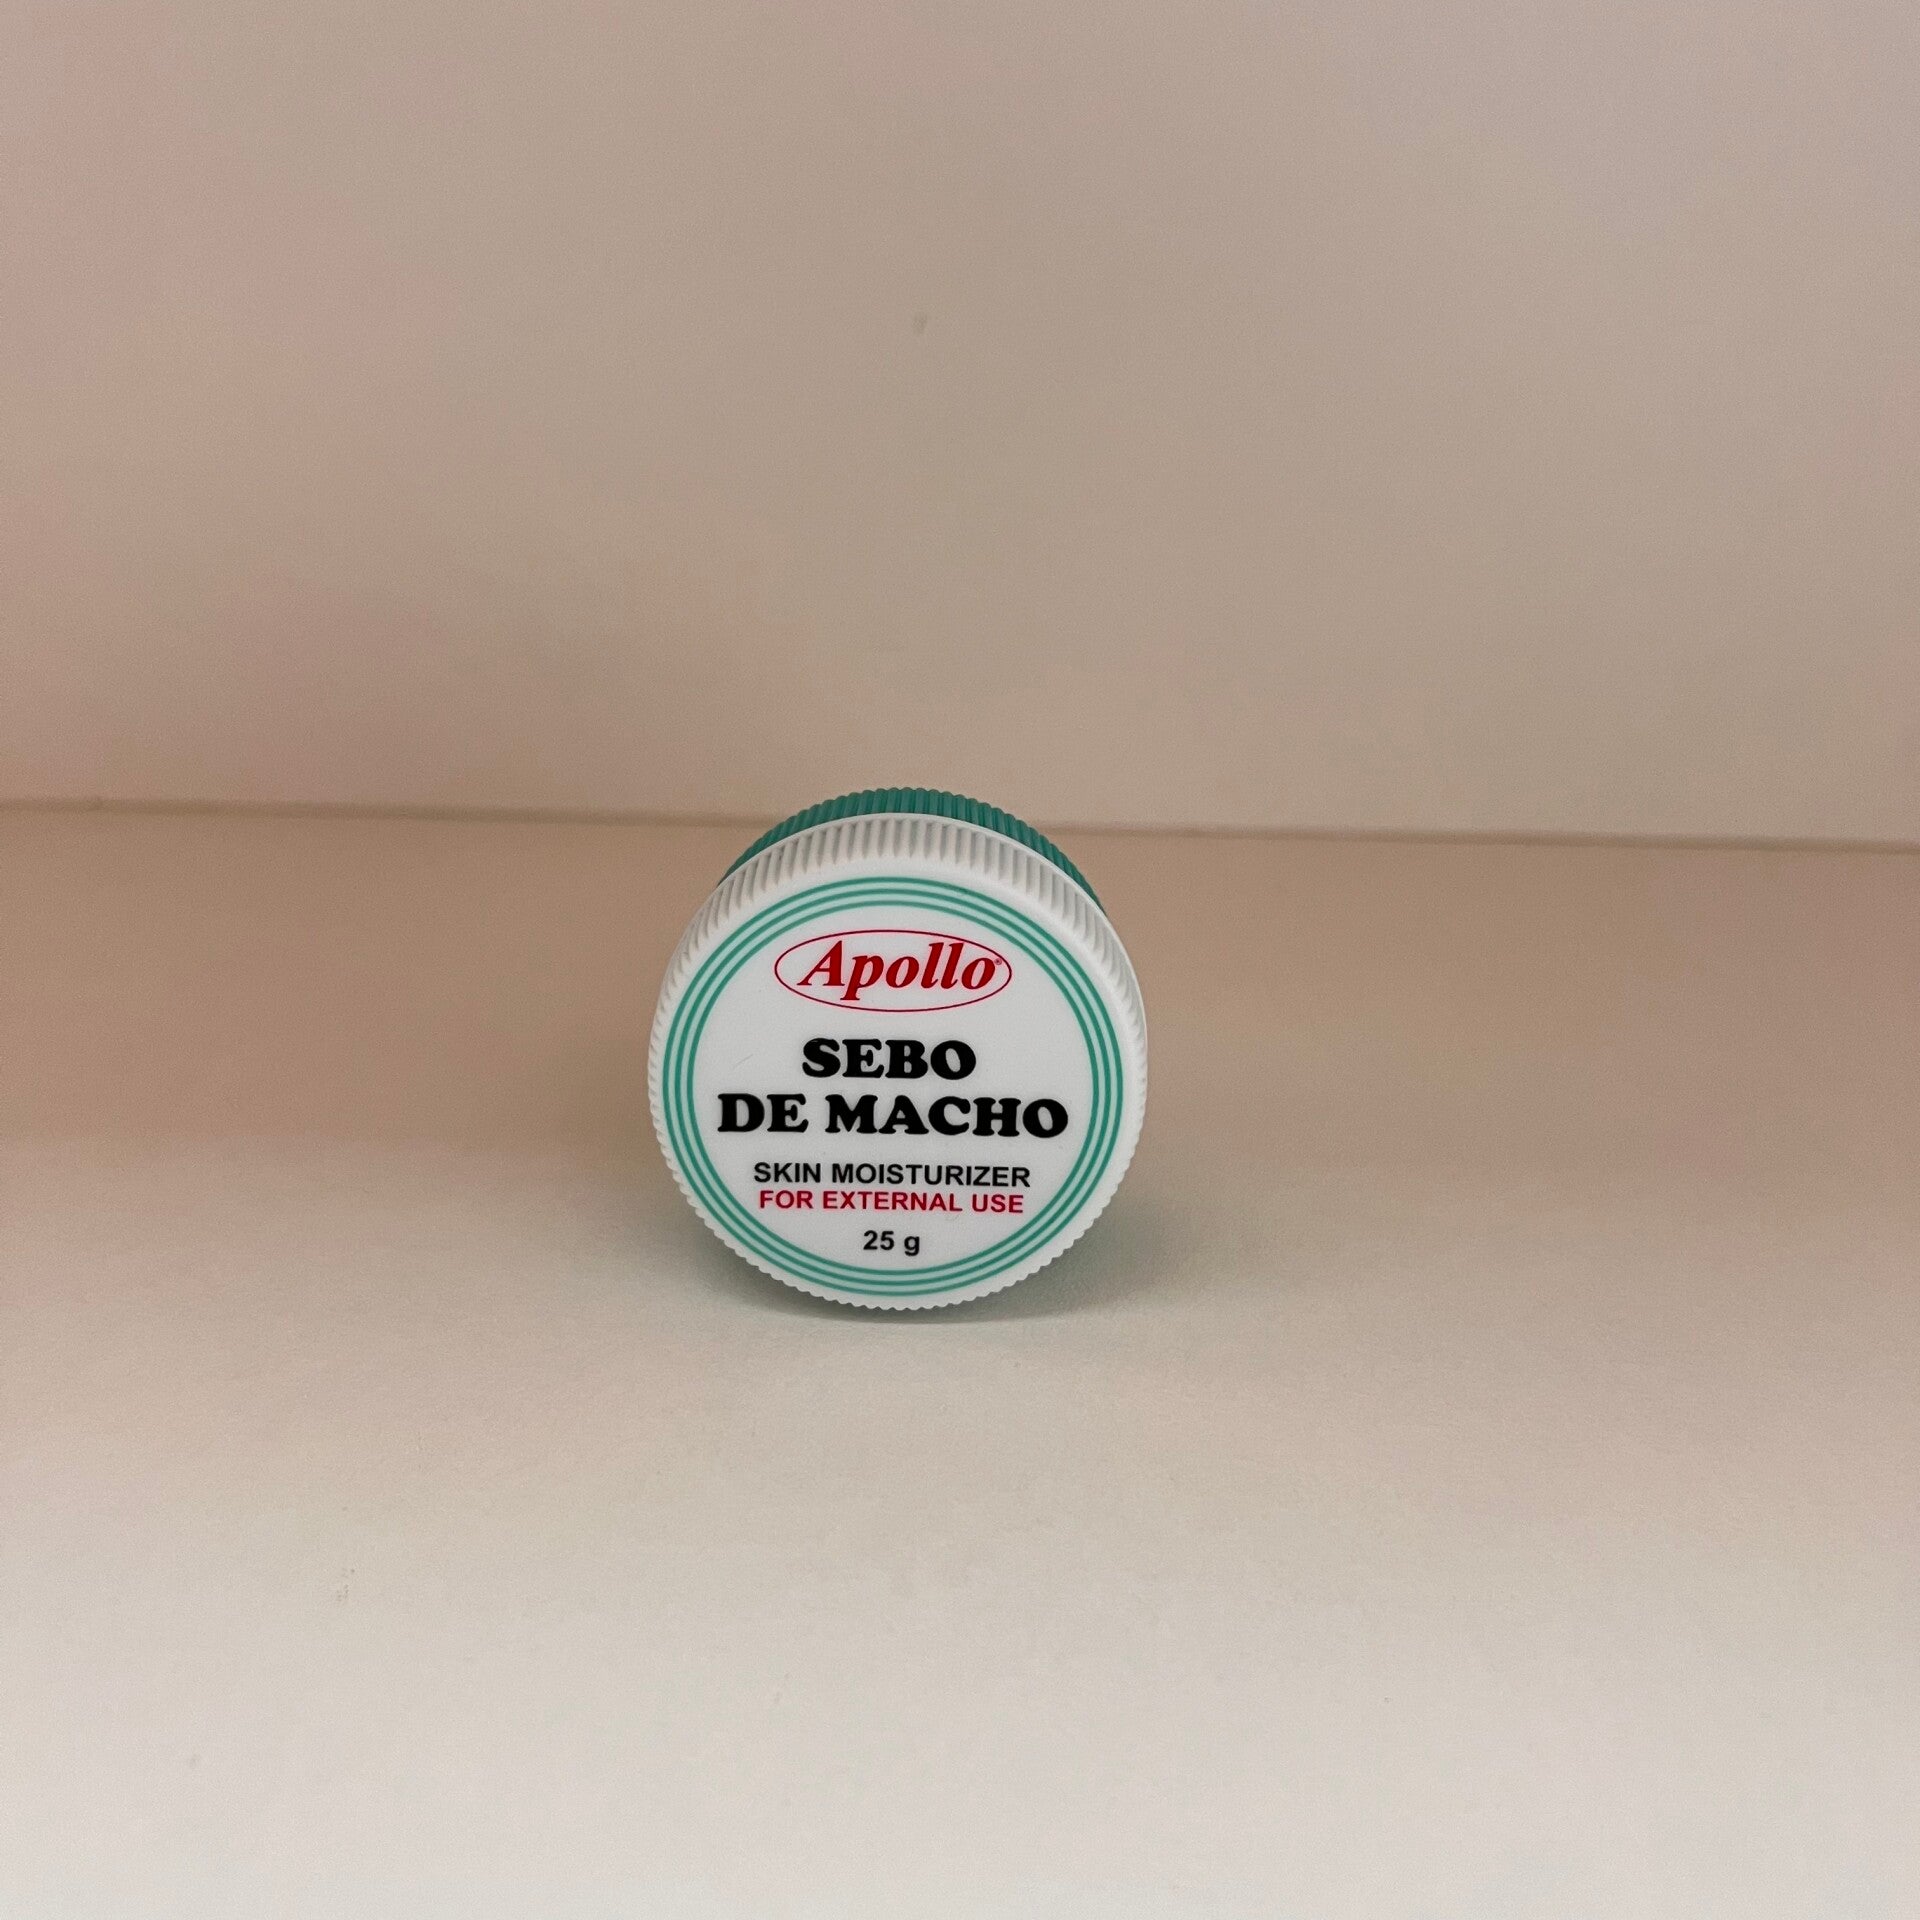 Apollo®
SEBO
DE MACHO
SKIN MOISTURIZER
FOR EXTERNAL USE
25 g